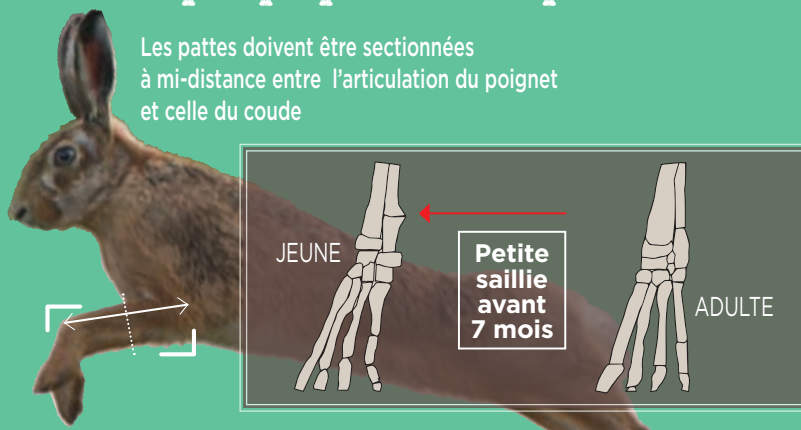 Les pattes doivent être sectionnées
à mi-distance entre l'articulation du poignet
et celle du coude
JEUNE
Petite
saillie
avant
7 mois
ADULTE